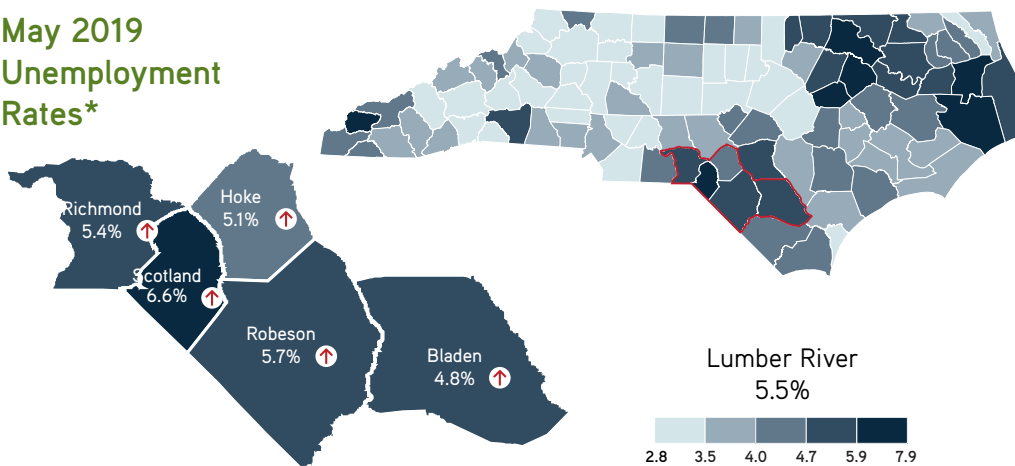 May 2019
Unemployment
Rates*
Richmond
5.4%
Hoke
5.1%
Scotland
6.6%
Robeson
5.7%
Bladen
4.8%
Lumber River
5.5%
2.8 3.5 4.0 4.7 5.9 7.9